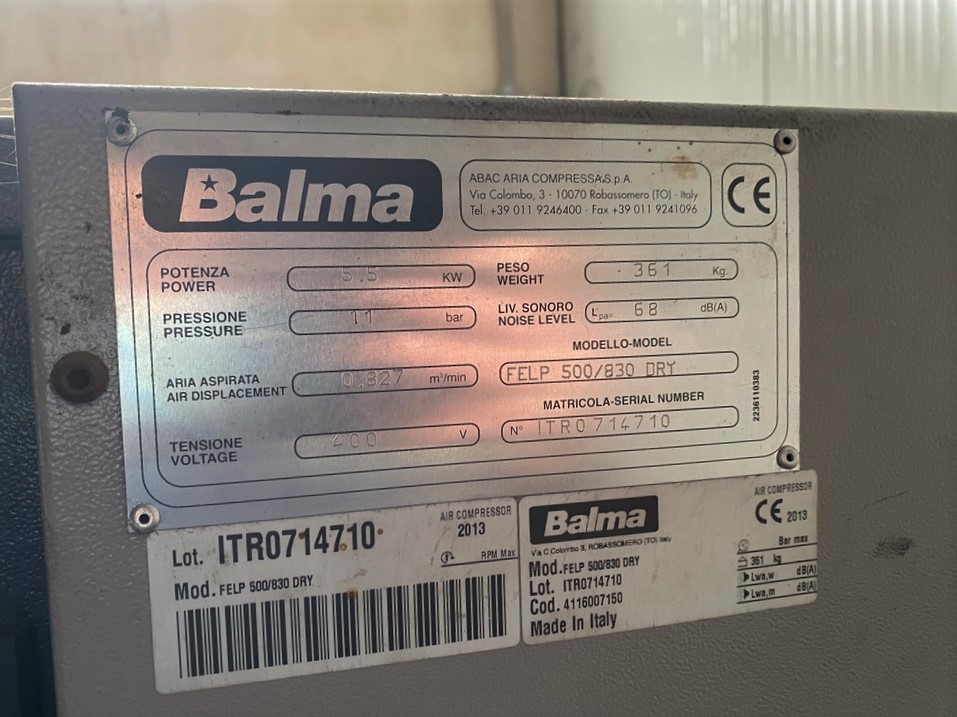 Balma
ABAC ARIA COMPRESSA S.p.A.
Via Colombo, 3 - 10070 Robassomero (TO) - Italy
Tel. +39 011 9246400 - Fax +39 011 9241096
CE
POTENZA
POWER
5.5 KW
PRESSIONE
PRESSURE
11 bar
ARIA ASPIRATA
AIR DISPLACEMENT
0.827 m³/min
TENSIONE
VOLTAGE
400 V
PESO
WEIGHT
361 Kg.
LIV. SONORO
NOISE LEVEL
Lpa= 68 dB(A)
MODELLO-MODEL
FELP 500/830 DRY
MATRICOLA-SERIAL NUMBER
N° ITR0714710
2236110383
Lot. ITR0714710
AIR COMPRESSOR
2013
RPM Max
Mod. FELP 500/830 DRY
Balma
Via C Colombo 3, ROBASSOMERO (TO) Italy
Mod. FELP 500/830 DRY
Lot. ITR0714710
Cod. 4116007150
Made In Italy
AIR COMPRESSOR
CE 2013
Bar max
361 kg
Lwa,w dB(A)
Lwa,m dB(A)